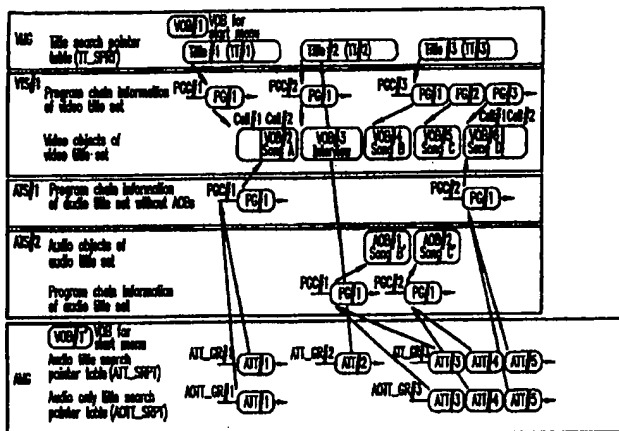 VOB#1 VOB for
start menu
VMG Title search pointer
table (TT_SRPT)
Title #1 (TT#1) Title #2 (TT#2) Title #3 (TT#3)
VTS#1 Program chain information
of video title set
PGC#1 PG#1 PGC#2 PG#1 PGC#3 PG#1 PG#2 PG#3
Cell#1 Cell#2 Cell#1 Cell#2
Video objects of
video title set
VOB#2
Song A
VOB#3
Interview
VOB#4
Song B
VOB#5
Song C
VOB#6
Song D
ATS#1 Program chain information
of audio title set without AOBs
PGC#1 PG#1 PGC#2 PG#1
ATS#2 Audio objects of
audio title set
AOB#1
Song B'
AOB#2
Song C'
Program chain information
of audio title set
PGC#1 PG#1 PGC#2 PG#1
AMG
VOB#1' VOB for
start menu
Audio title search
pointer table (ATT_SRPT)
ATT_GR#1 ATT#1 ATT_GR#2 ATT#2 ATT_GR#3 ATT#3 ATT#4 ATT#5
Audio only title search
pointer table (AOTT_SRPT)
AOTT_GR#1 ATT#1 AOTT_GR#3 ATT#3 ATT#4 ATT#5